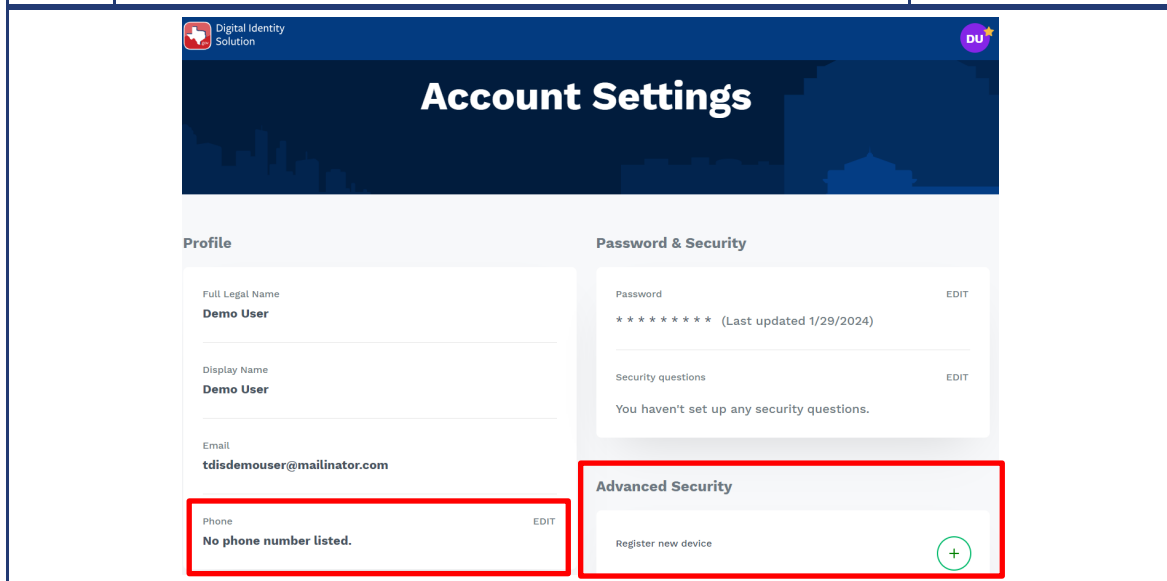 Digital Identity
Solution
DU
Account Settings
Profile
Full Legal Name
Demo User
Display Name
Demo User
Email
tdisdemouser@mailinator.com
Phone
EDIT
No phone number listed.
Password & Security
Password
EDIT
* * * * * * * * * (Last updated 1/29/2024)
Security questions
EDIT
You haven't set up any security questions.
Advanced Security
Register new device
+